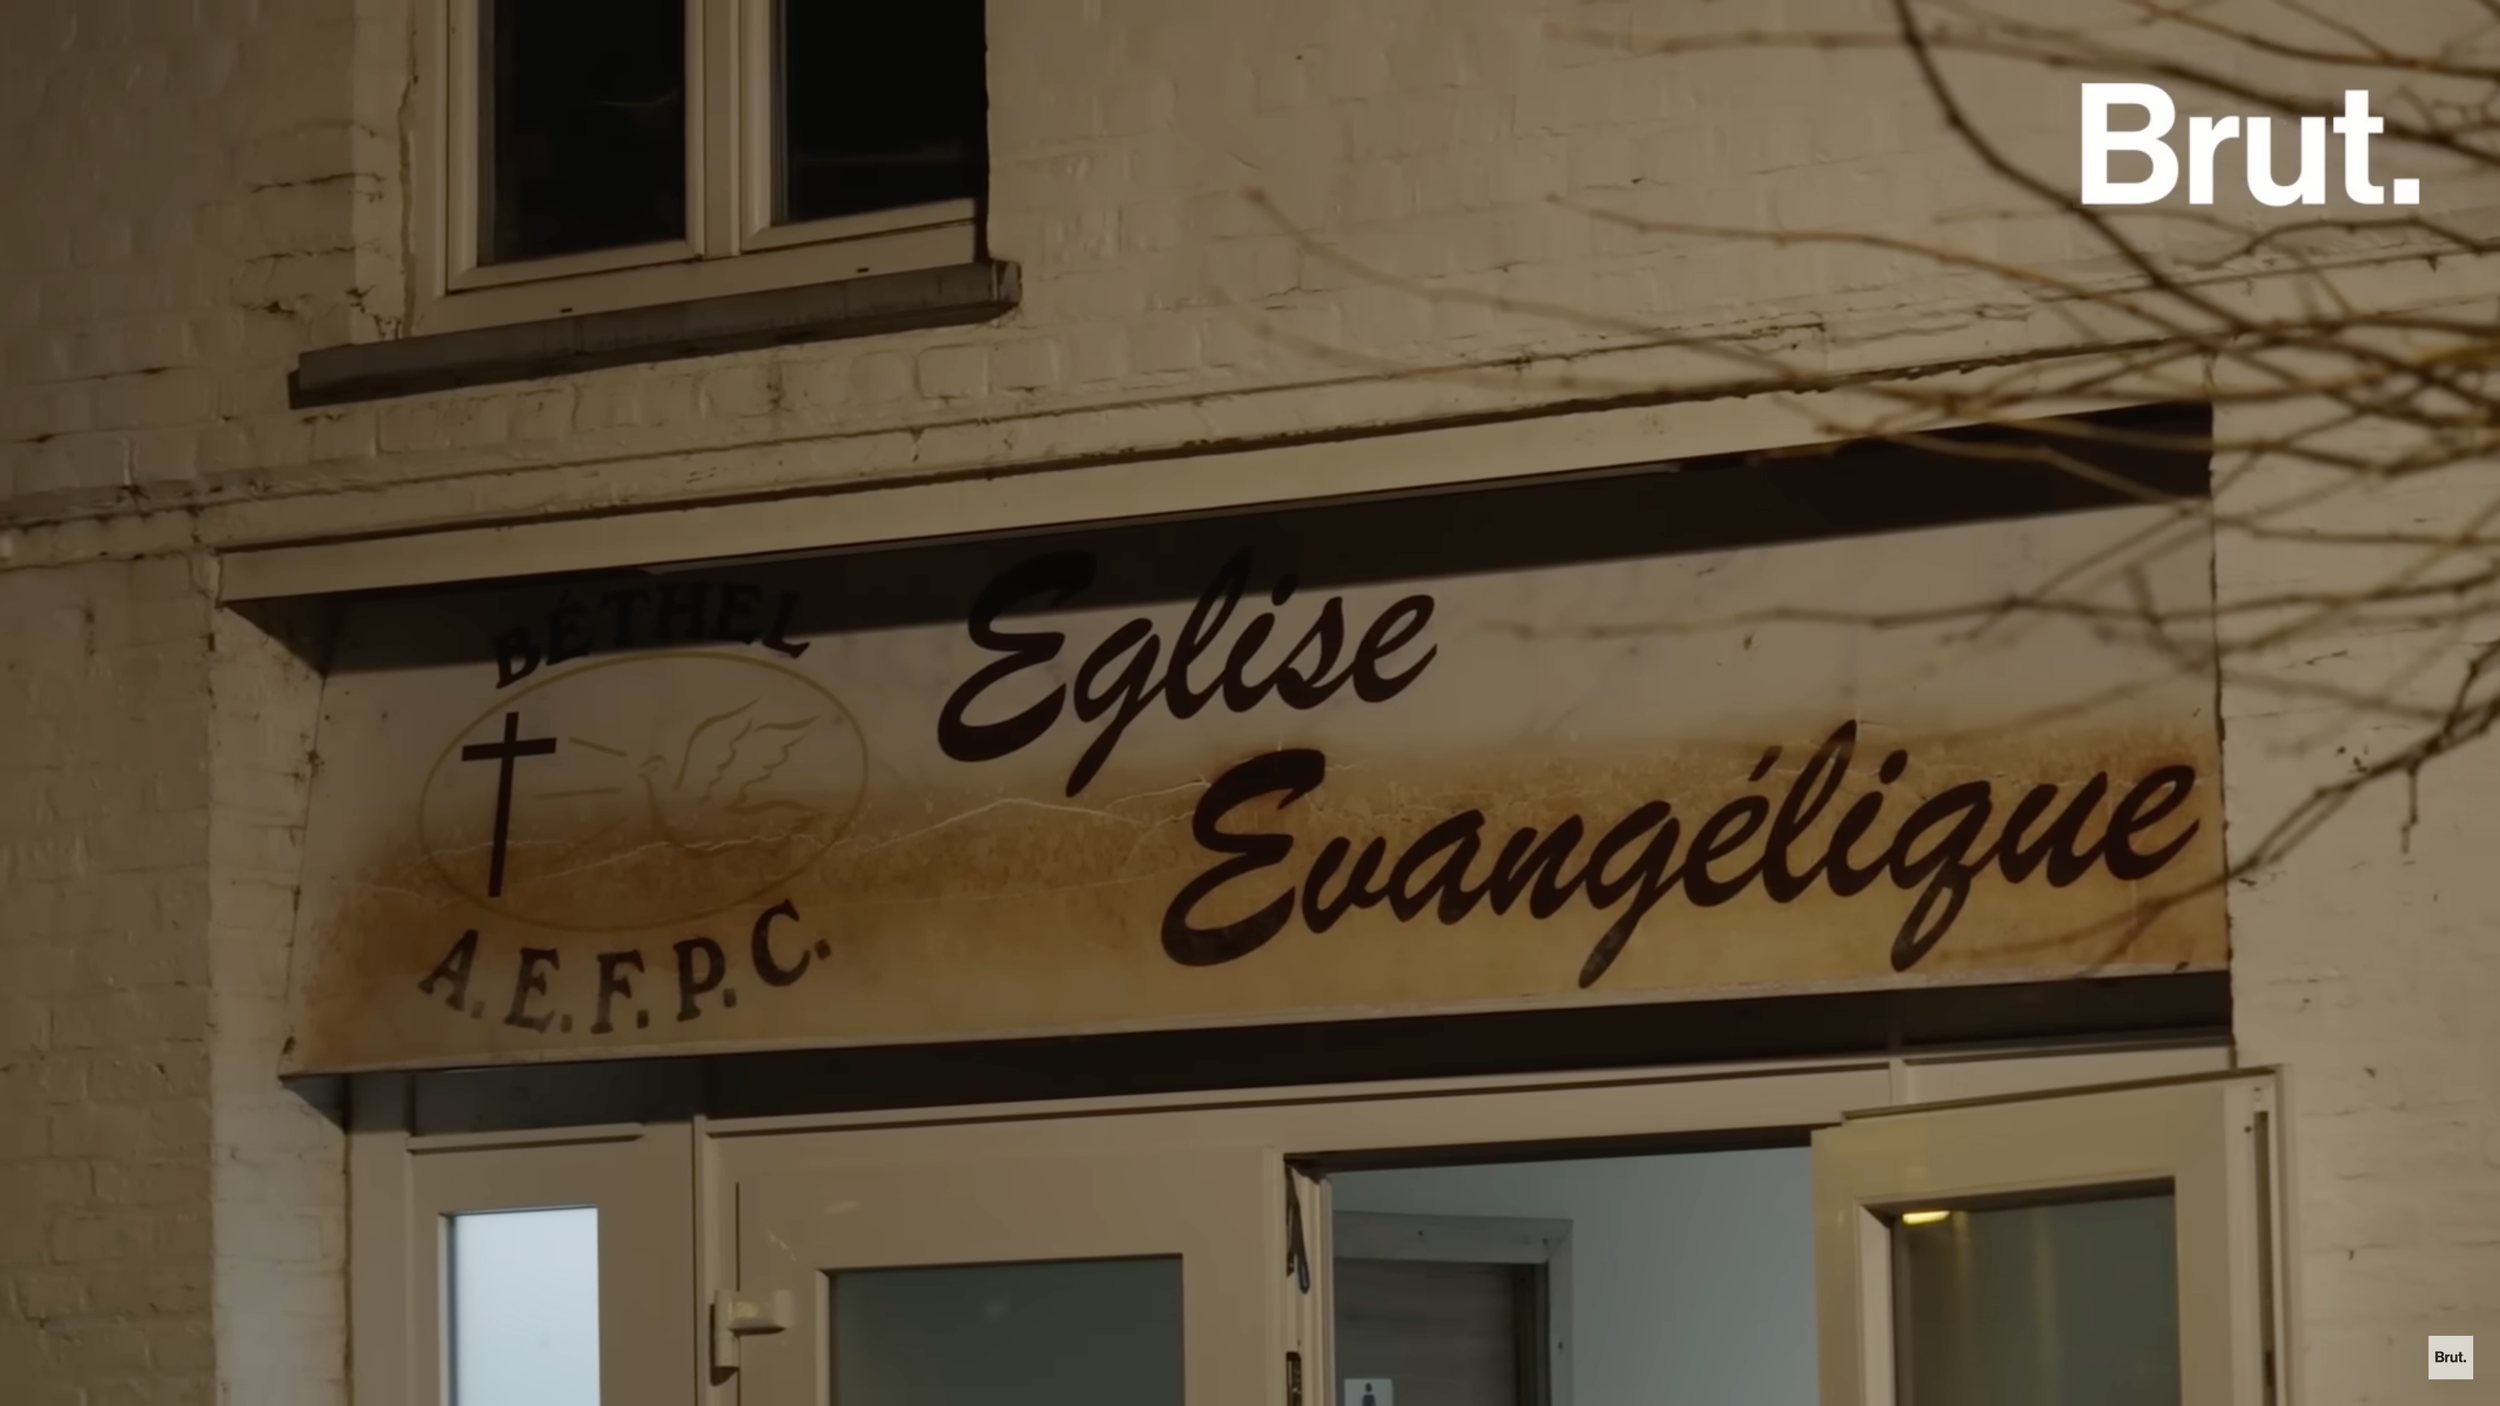 Brut.
BÉTHEL
Eglise
Evangélique
A.E.F.P.C.
Brut.